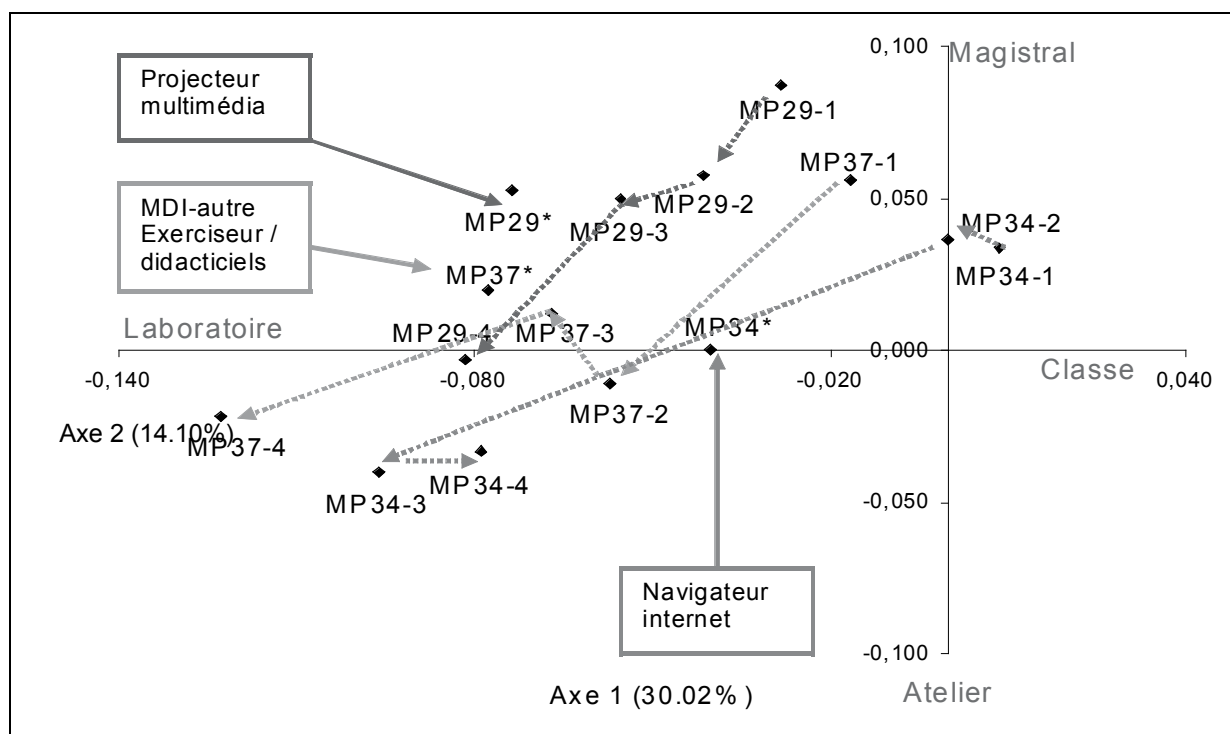 0,100
Magistral
Projecteur
multimédia
MP29-1
MP37-1
MDI-autre
Exerciseur /
didacticiels
MP29*
MP29-3
MP29-2
0,050
MP34-2
MP34-1
MP37*
Laboratoire
MP29-4
MP37-3
MP34*
0,000
-0,140
-0,080
-0,020
Classe
0,040
MP37-2
Axe 2 (14.10%)
MP37-4
MP34-3
MP34-4
-0,050
Navigateur
internet
-0,100
Axe 1 (30.02% )
Atelier